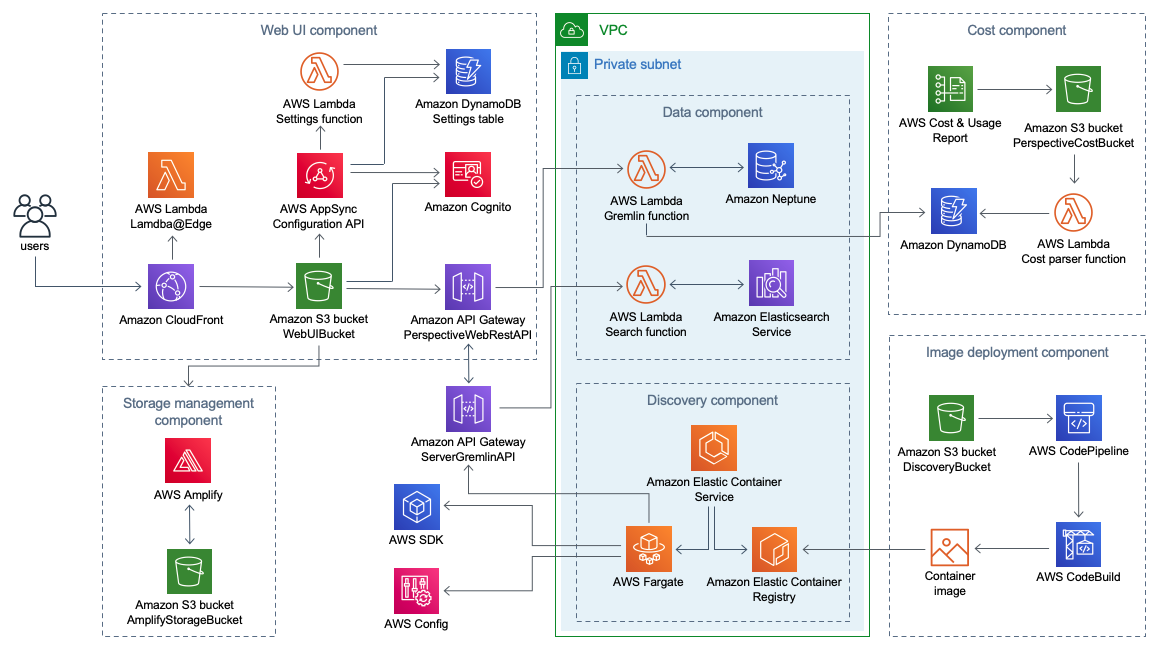 Web UI component
AWS Lambda
Settings function
Amazon DynamoDB
Settings table
AWS Lambda
Lamdba@Edge
AWS AppSync
Configuration API
Amazon Cognito
users
Amazon CloudFront
Amazon S3 bucket
WebUIBucket
Amazon API Gateway
PerspectiveWebRestAPI
Storage management
component
AWS Amplify
Amazon S3 bucket
AmplifyStorageBucket
Amazon API Gateway
ServerGremlinAPI
AWS SDK
AWS Config
VPC
Private subnet
Data component
AWS Lambda
Gremlin function
Amazon Neptune
AWS Lambda
Search function
Amazon Elasticsearch
Service
Discovery component
Amazon Elastic Container
Service
AWS Fargate
Amazon Elastic Container
Registry
Cost component
AWS Cost & Usage
Report
Amazon S3 bucket
PerspectiveCostBucket
Amazon DynamoDB
AWS Lambda
Cost parser function
Image deployment component
Amazon S3 bucket
DiscoveryBucket
AWS CodePipeline
Container
image
AWS CodeBuild